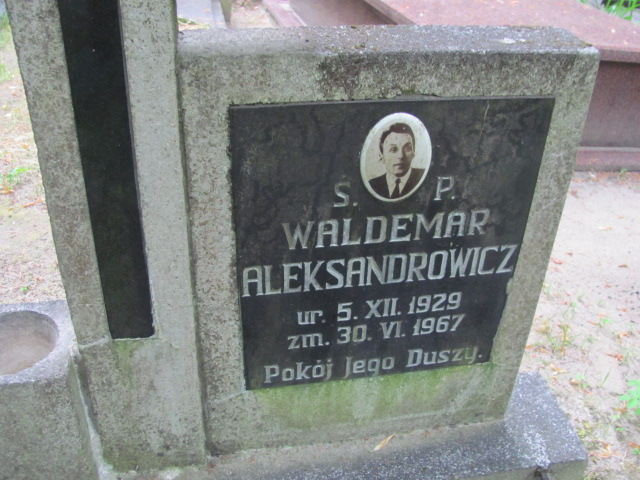 Ś. P.
WALDEMAR
ALEKSANDROWICZ
ur. 5. XII. 1929
zm. 30. VI. 1967
Pokój Jego Duszy.